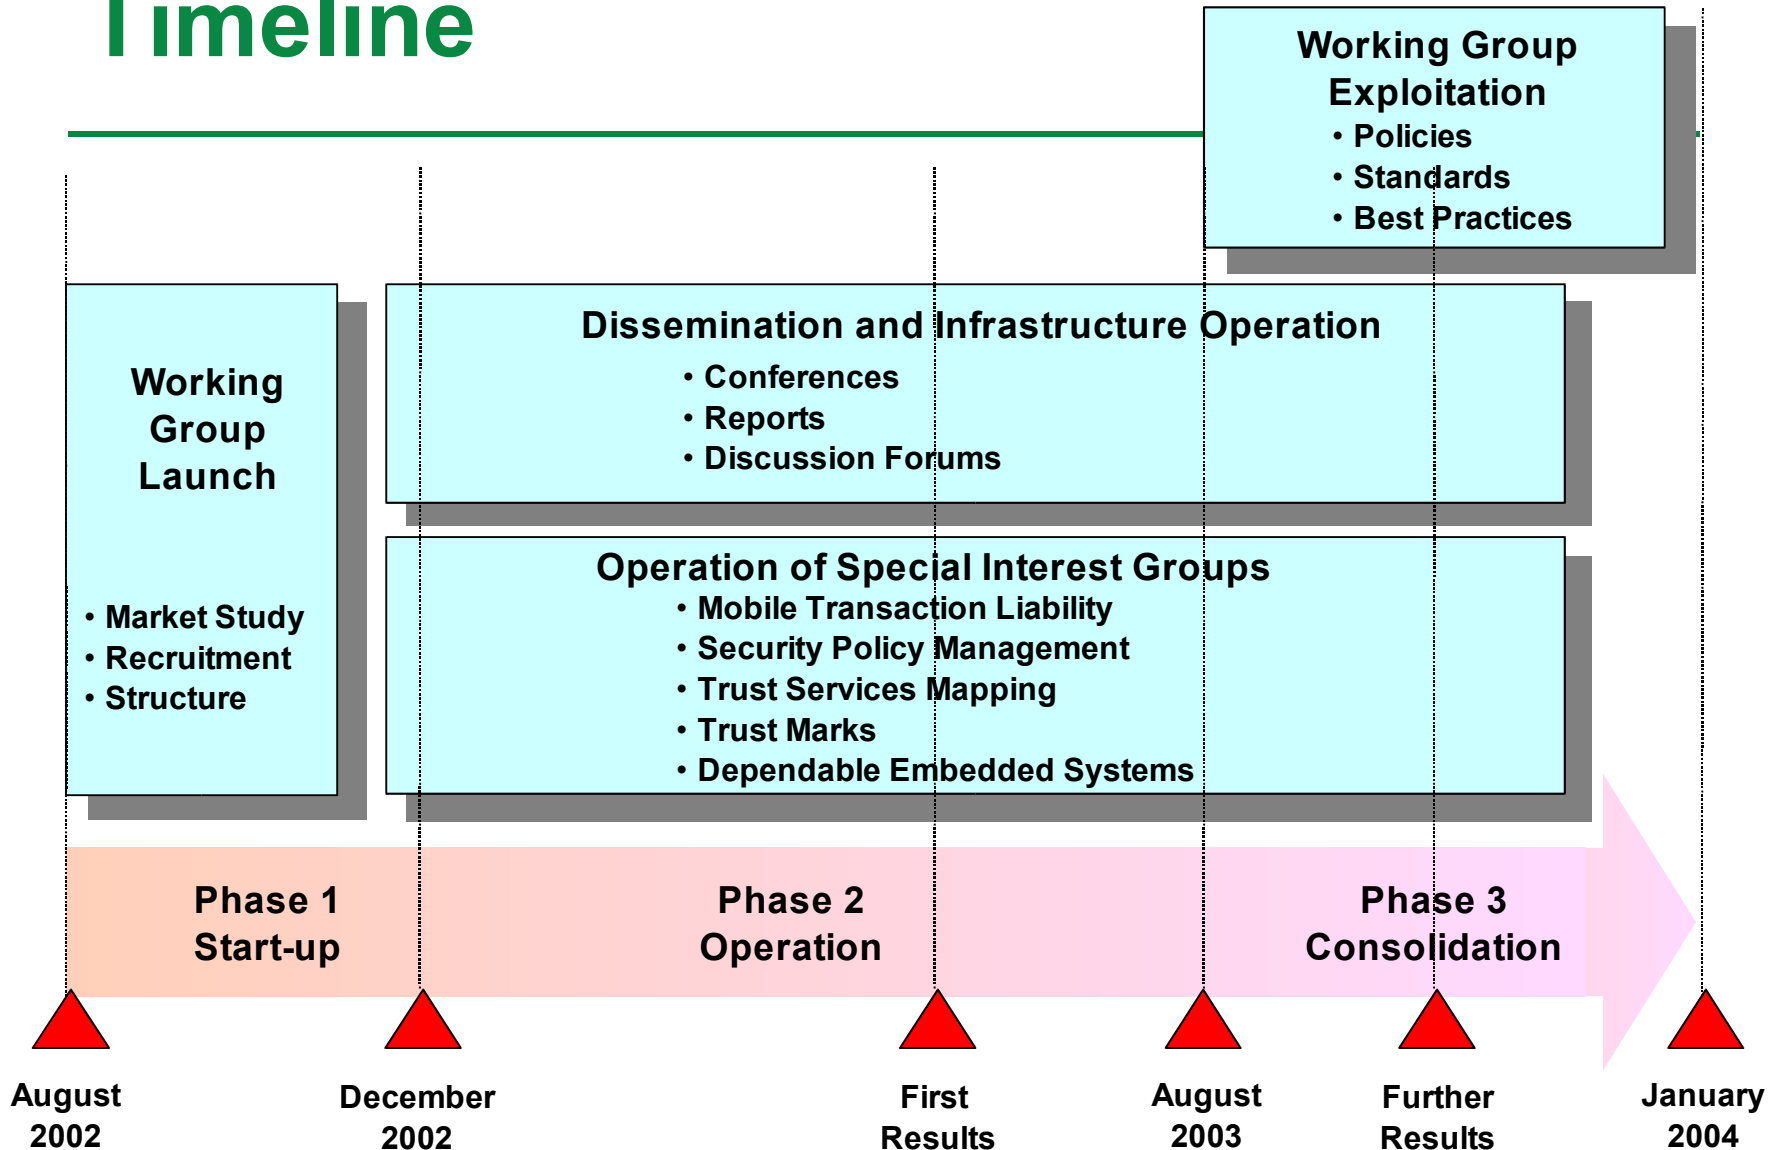 Timeline
Working Group
Exploitation
• Policies
• Standards
• Best Practices
Dissemination and Infrastructure Operation
• Conferences
• Reports
• Discussion Forums
Working
Group
Launch
• Market Study
• Recruitment
• Structure
Operation of Special Interest Groups
• Mobile Transaction Liability
• Security Policy Management
• Trust Services Mapping
• Trust Marks
• Dependable Embedded Systems
Phase 1
Start-up
Phase 2
Operation
Phase 3
Consolidation
August
2002
December
2002
First
Results
August
2003
Further
Results
January
2004